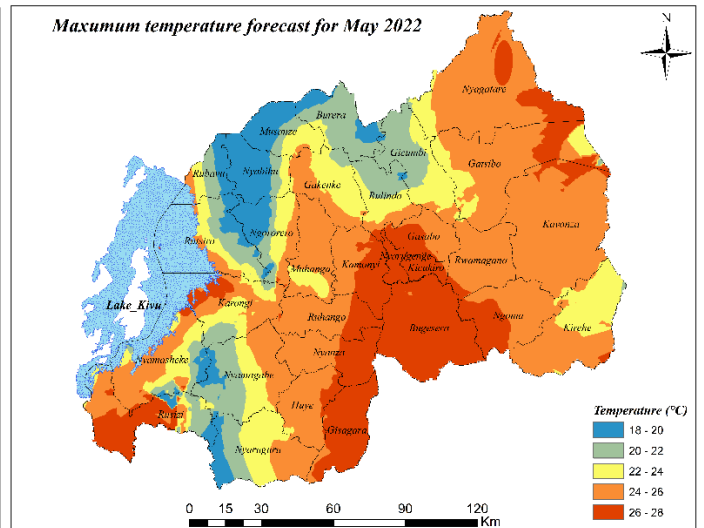 Maxumum temperature forecast for May 2022
N
Nyagatare
Burera
Musanze
Gicumbi
Gatsibo
Rubavu
Nyabihu
Gakenke
Rulindo
Ngororero
Kayonza
Rutsiro
Gasabo
Muhanga
Kamonyi
Nyarugenge
Kicukiro
Rwamagana
Lake_Kivu
Karongi
Ruhango
Bugesera
Ngoma
Kirehe
Nyamasheke
Nyanza
Nyamagabe
Huye
Rusizi
Gisagara
Nyaruguru
Temperature (°C)
18 - 20
20 - 22
22 - 24
24 - 26
26 - 28
0 15 30 60 90 120
Km